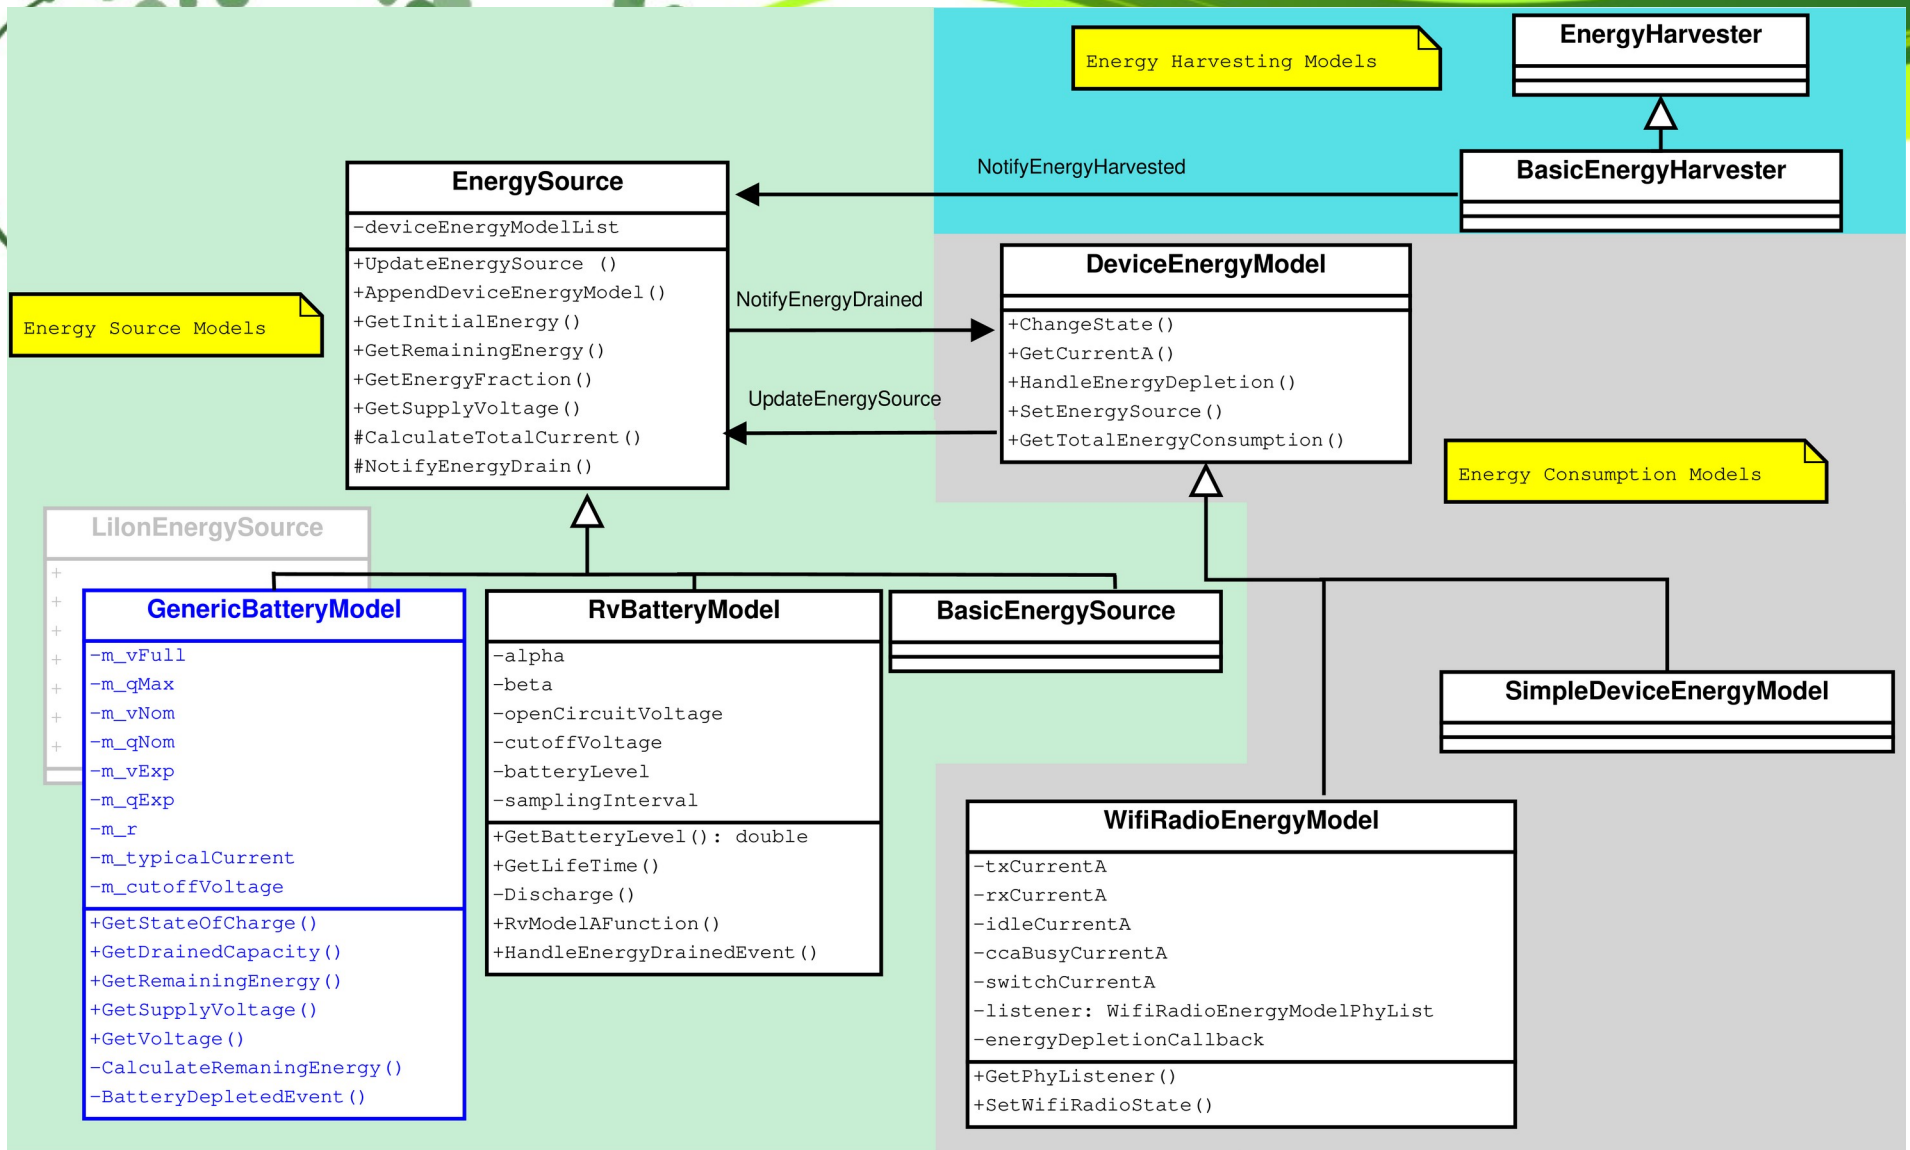 Energy Harvesting Models
EnergyHarvester
BasicEnergyHarvester
NotifyEnergyHarvested
EnergySource
-deviceEnergyModelList
+UpdateEnergySource ()
+AppendDeviceEnergyModel()
+GetInitialEnergy()
+GetRemainingEnergy()
+GetEnergyFraction()
+GetSupplyVoltage()
#CalculateTotalCurrent()
#NotifyEnergyDrain()
Energy Source Models
NotifyEnergyDrained
UpdateEnergySource
DeviceEnergyModel
+ChangeState()
+GetCurrentA()
+HandleEnergyDepletion()
+SetEnergySource()
+GetTotalEnergyConsumption()
Energy Consumption Models
LiIonEnergySource
+
+
+
+
+
+
+
GenericBatteryModel
-m_vFull
-m_qMax
-m_vNom
-m_qNom
-m_vExp
-m_qExp
-m_r
-m_typicalCurrent
-m_cutoffVoltage
+GetStateOfCharge()
+GetDrainedCapacity()
+GetRemainingEnergy()
+GetSupplyVoltage()
+GetVoltage()
-CalculateRemaningEnergy()
-BatteryDepletedEvent()
RvBatteryModel
-alpha
-beta
-openCircuitVoltage
-cutoffVoltage
-batteryLevel
-samplingInterval
+GetBatteryLevel(): double
+GetLifeTime()
-Discharge()
+RvModelAFunction()
+HandleEnergyDrainedEvent()
BasicEnergySource
SimpleDeviceEnergyModel
WifiRadioEnergyModel
-txCurrentA
-rxCurrentA
-idleCurrentA
-ccaBusyCurrentA
-switchCurrentA
-listener: WifiRadioEnergyModelPhyList
-energyDepletionCallback
+GetPhyListener()
+SetWifiRadioState()